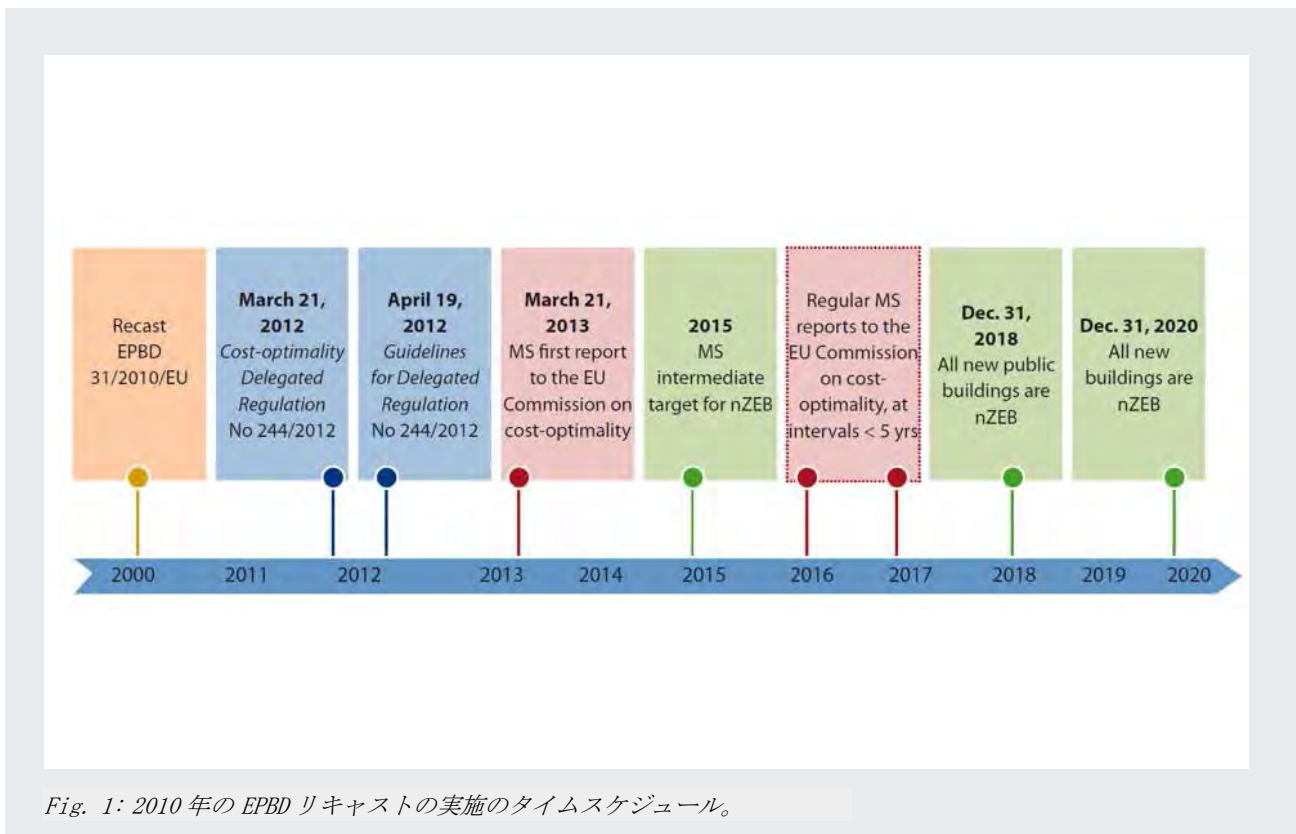 Recast
EPBD
31/2010/EU
March 21,
2012
Cost-optimality
Delegated
Regulation
No 244/2012
April 19,
2012
Guidelines
for Delegated
Regulation
No 244/2012
March 21,
2013
MS first report
to the EU
Commission on
cost-optimality
2015
MS
intermediate
target for nZEB
Regular MS
reports to the
EU Commission
on cost-
optimality, at
intervals < 5 yrs
Dec. 31,
2018
All new public
buildings are
nZEB
Dec. 31, 2020
All new
buildings are
nZEB
2000 2011 2012 2013 2014 2015 2016 2017 2018 2019 2020
Fig. 1: 2010 年の EPBD リキャストの実施のタイムスケジュール。